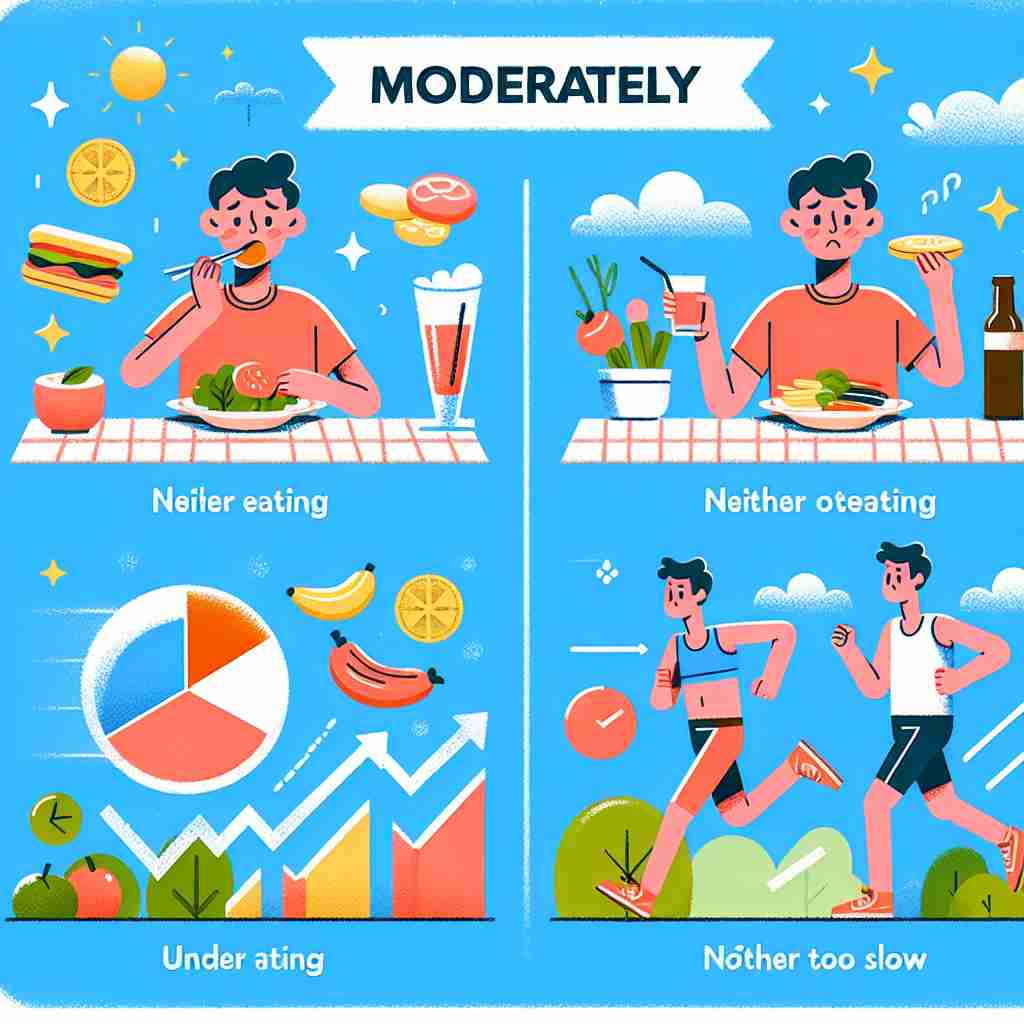 MODERATELY
Neiler eating
Neither oteating
Under ating
Nother too slow